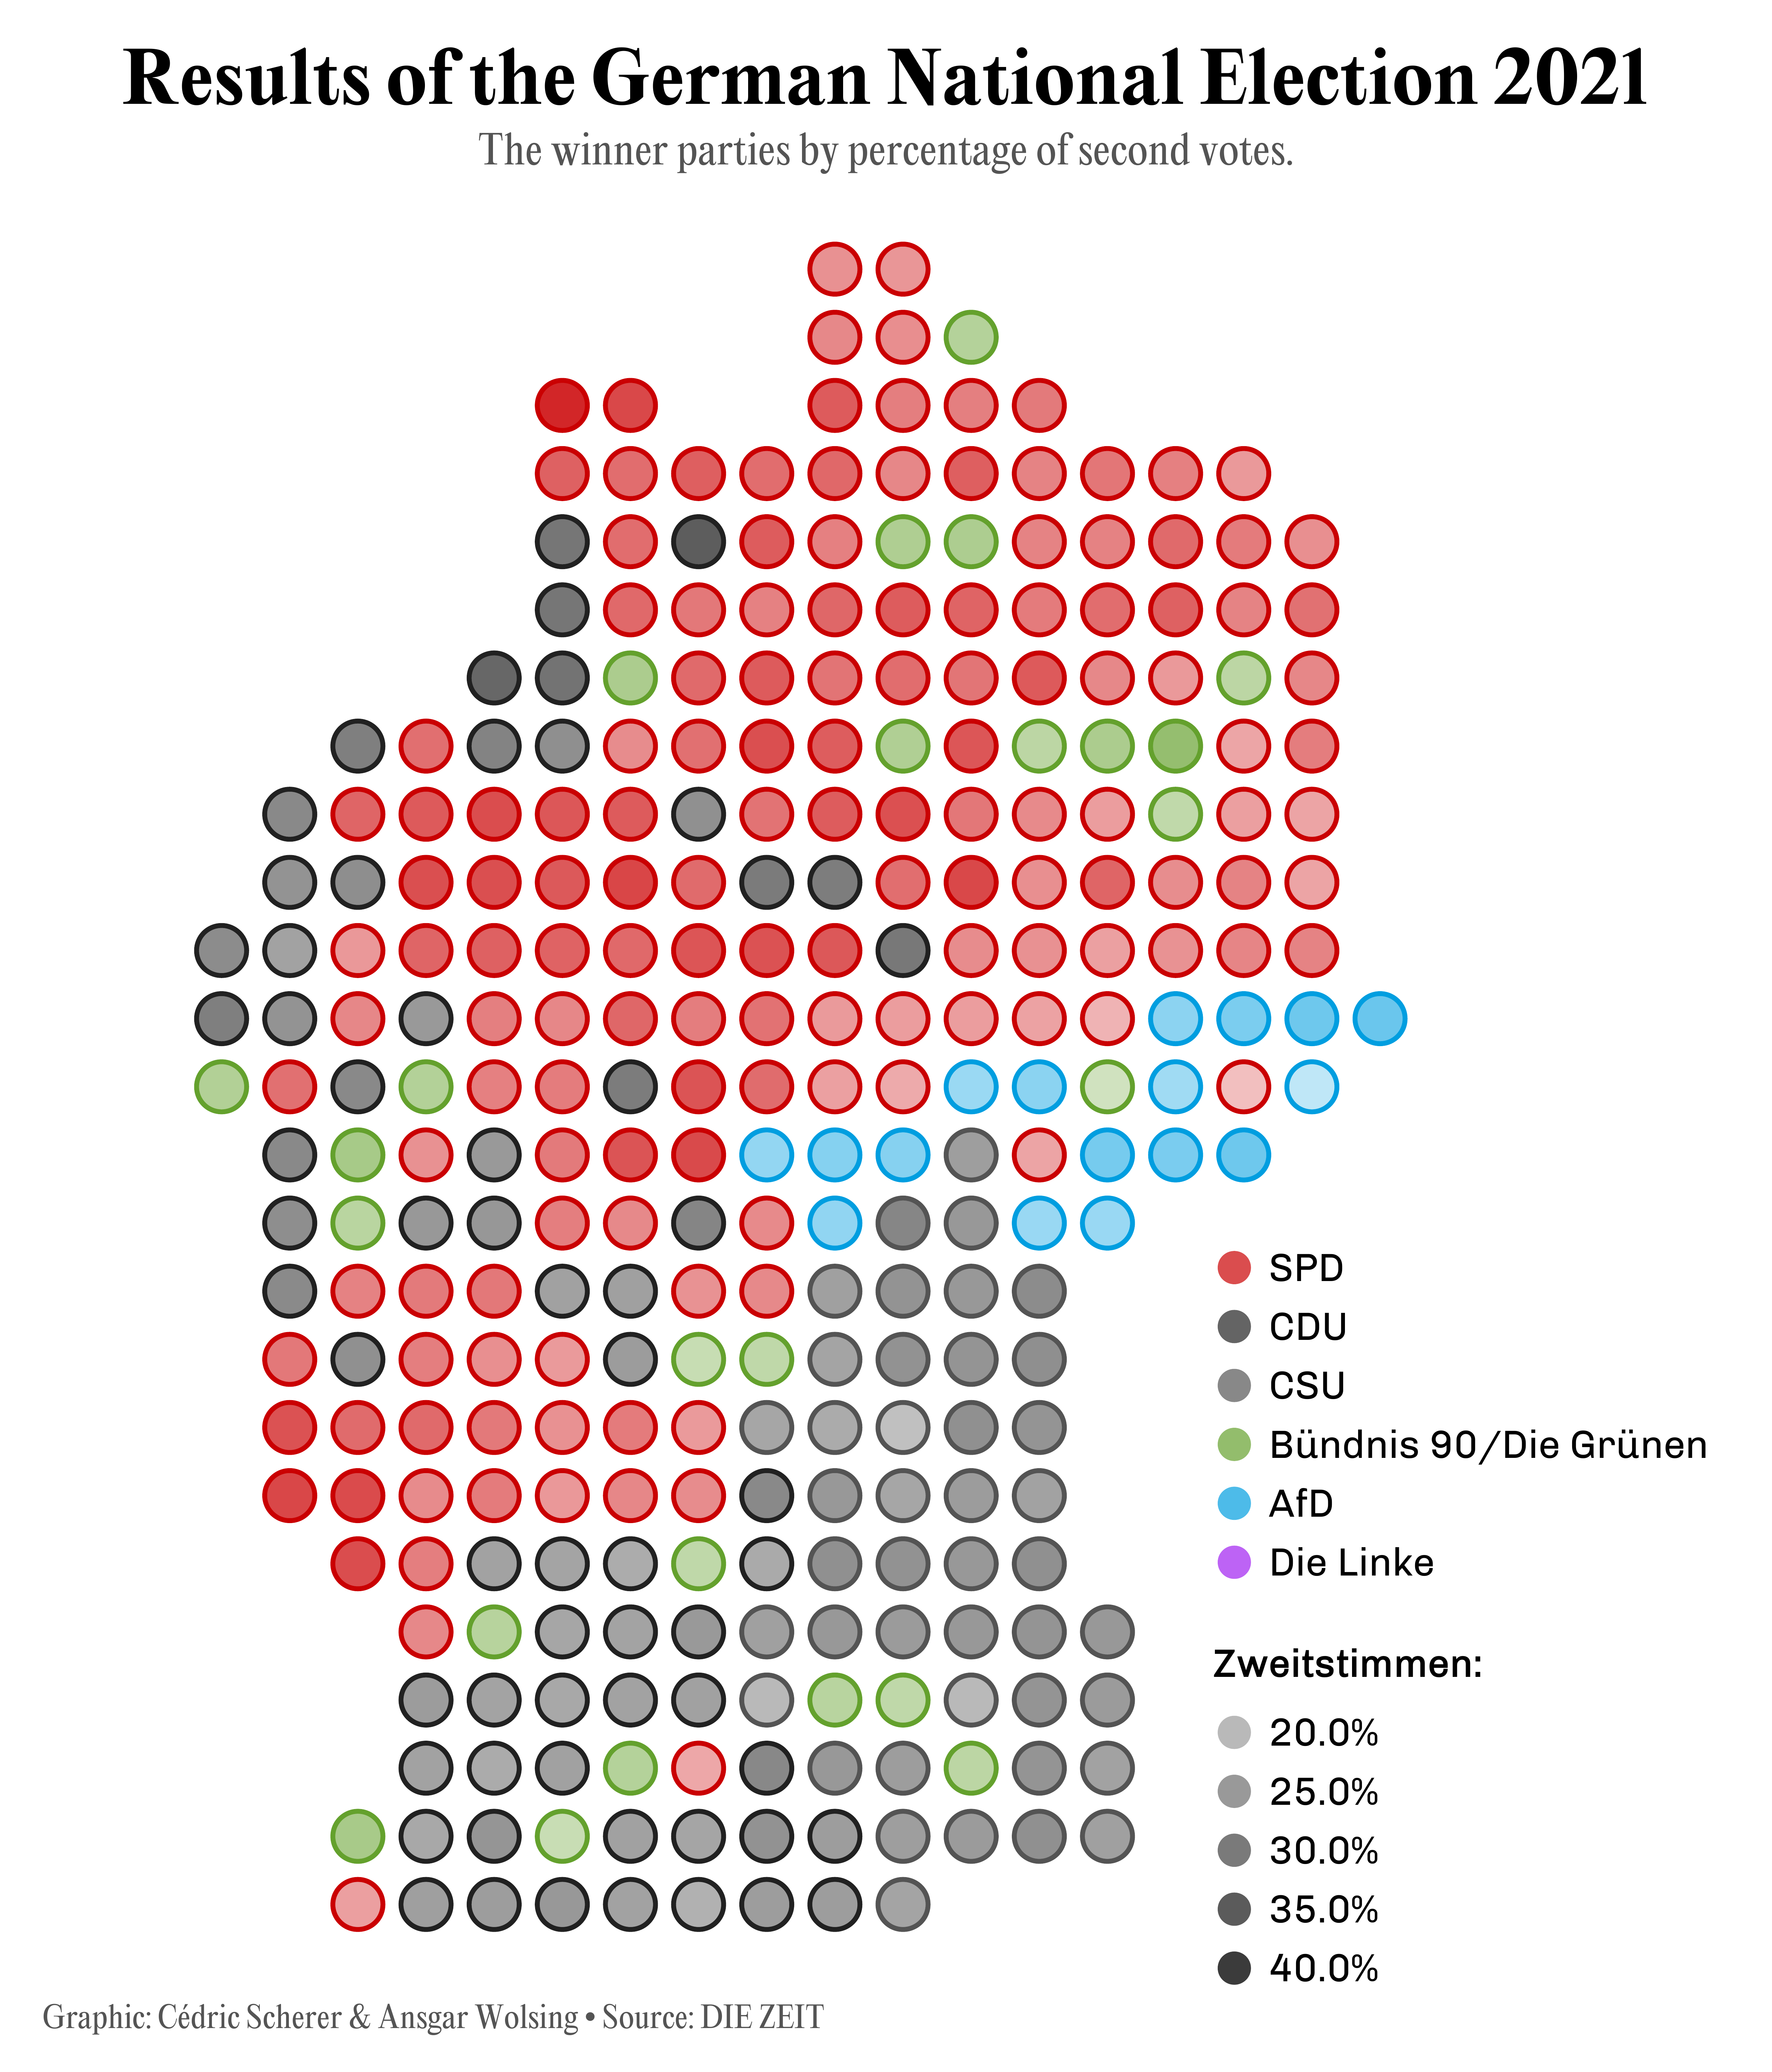 Results of the German National Election 2021
The winner parties by percentage of second votes.
SPD
CDU
CSU
Bündnis 90/Die Grünen
AfD
Die Linke
Zweitstimmen:
20.0%
25.0%
30.0%
35.0%
40.0%
Graphic: Cédric Scherer & Ansgar Wolsing • Source: DIE ZEIT